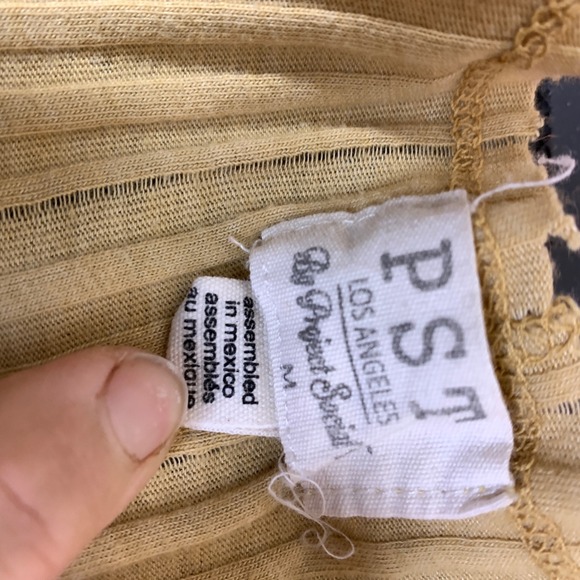 PST
LOS ANGELES
By Project Social T
M
assembled
in mexico
assemblés
au mexique